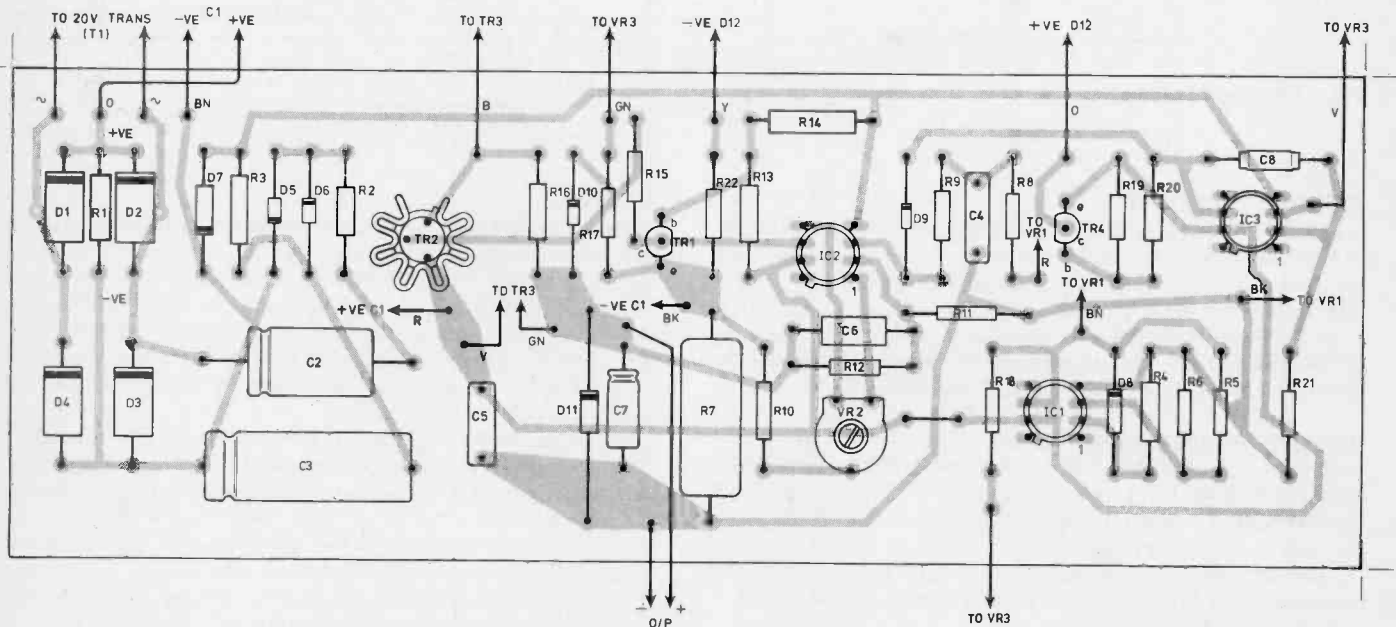 TO 20V TRANS
(T1)
-VE C1 +VE
TO TR3
TO VR3
-VE D12
+VE D12
TO VR3
~ O ~ BN
B
GN
Y
O
V
+VE
R14
D1 R1 D2
D7 R3 D5 D6 R2
TR2
R16 D10 R17 R15
b
c TR1
e
R22 R13
IC2
1
D9 R9 C4 R8
TO VR1
R
e
TR4
c
b
R19 R20
C8
IC3
1
-VE
+VE C1
R
TO TR3
V
GN
-VE C1
BK
R11
TO VR1
BN
BK
TO VR1
C2
C6
R12
D4 D3
C5
D11 C7 R7 R10
VR2
R18
IC1
1
D8 R4 R6 R5
R21
C3
- +
O/P
TO VR3